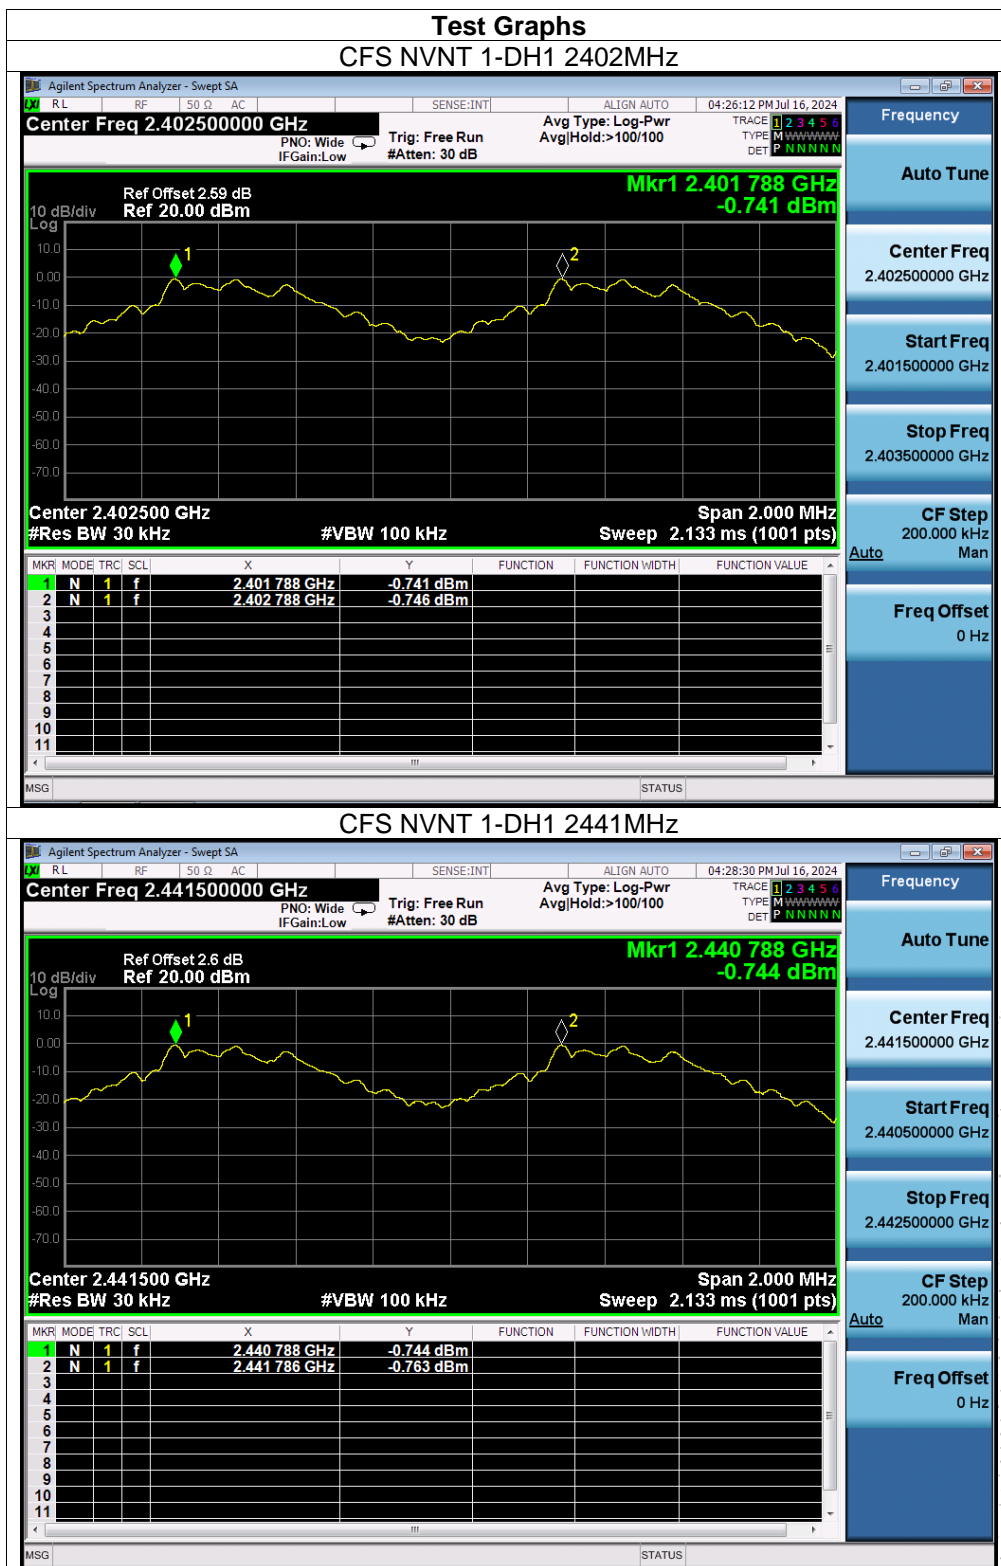 Test Graphs
CFS NVNT 1-DH1 2402MHz
Agilent Spectrum Analyzer - Swept SA
LXI RL RF 50 Ω AC SENSE:INT ALIGN AUTO 04:26:12 PM Jul 16, 2024
Center Freq 2.402500000 GHz
PNO: Wide
IFGain:Low
Trig: Free Run
#Atten: 30 dB
Avg Type: Log-Pwr
Avg|Hold:>100/100
TRACE 1 2 3 4 5 6
TYPE M WWWWW
DET P N N N N N
Ref Offset 2.59 dB
10 dB/div Ref 20.00 dBm
Log
Mkr1 2.401 788 GHz
-0.741 dBm
10.0
0.00
-10.0
-20.0
-30.0
-40.0
-50.0
-60.0
-70.0
1
2
Center 2.402500 GHz Span 2.000 MHz
#Res BW 30 kHz #VBW 100 kHz Sweep 2.133 ms (1001 pts)
MKR MODE TRC SCL X Y FUNCTION FUNCTION WIDTH FUNCTION VALUE
1 N 1 f 2.401 788 GHz -0.741 dBm
2 N 1 f 2.402 788 GHz -0.746 dBm
3
4
5
6
7
8
9
10
11
MSG STATUS
Frequency
Auto Tune
Center Freq
2.402500000 GHz
Start Freq
2.401500000 GHz
Stop Freq
2.403500000 GHz
CF Step
200.000 kHz
Auto Man
Freq Offset
0 Hz
CFS NVNT 1-DH1 2441MHz
Agilent Spectrum Analyzer - Swept SA
LXI RL RF 50 Ω AC SENSE:INT ALIGN AUTO 04:28:30 PM Jul 16, 2024
Center Freq 2.441500000 GHz
PNO: Wide
IFGain:Low
Trig: Free Run
#Atten: 30 dB
Avg Type: Log-Pwr
Avg|Hold:>100/100
TRACE 1 2 3 4 5 6
TYPE M WWWWW
DET P N N N N N
Ref Offset 2.6 dB
10 dB/div Ref 20.00 dBm
Log
Mkr1 2.440 788 GHz
-0.744 dBm
10.0
0.00
-10.0
-20.0
-30.0
-40.0
-50.0
-60.0
-70.0
1
2
Center 2.441500 GHz Span 2.000 MHz
#Res BW 30 kHz #VBW 100 kHz Sweep 2.133 ms (1001 pts)
MKR MODE TRC SCL X Y FUNCTION FUNCTION WIDTH FUNCTION VALUE
1 N 1 f 2.440 788 GHz -0.744 dBm
2 N 1 f 2.441 786 GHz -0.763 dBm
3
4
5
6
7
8
9
10
11
MSG STATUS
Frequency
Auto Tune
Center Freq
2.441500000 GHz
Start Freq
2.440500000 GHz
Stop Freq
2.442500000 GHz
CF Step
200.000 kHz
Auto Man
Freq Offset
0 Hz